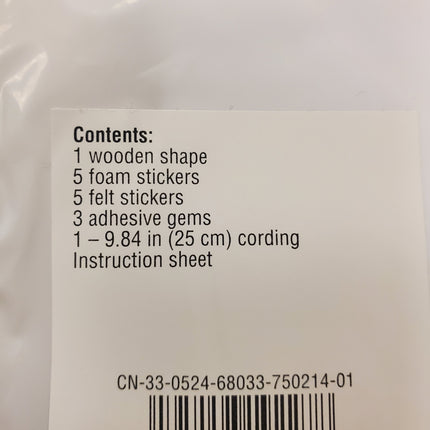 Contents:
1 wooden shape
5 foam stickers
5 felt stickers
3 adhesive gems
1 – 9.84 in (25 cm) cording
Instruction sheet
CN-33-0524-68033-750214-01